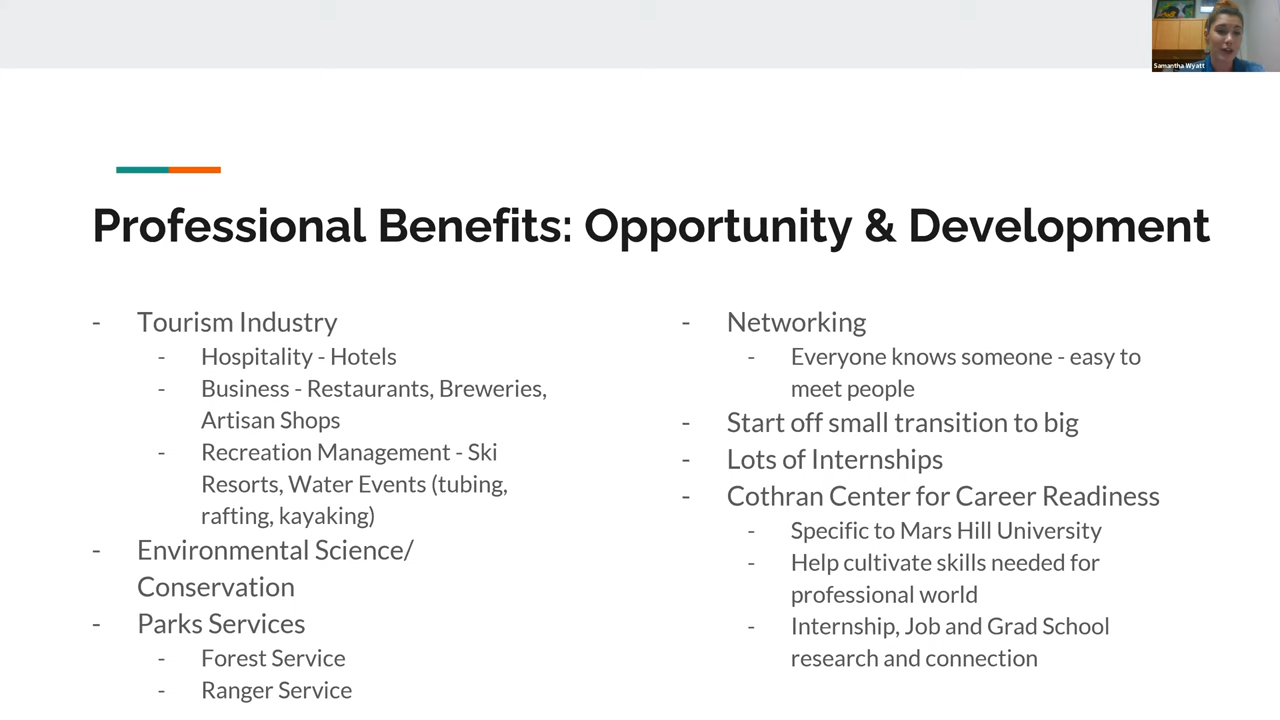 Samantha Wyatt
Professional Benefits: Opportunity & Development
- Tourism Industry
- Hospitality - Hotels
- Business - Restaurants, Breweries,
Artisan Shops
- Recreation Management - Ski
Resorts, Water Events (tubing,
rafting, kayaking)
- Environmental Science/
Conservation
- Parks Services
- Forest Service
- Ranger Service
- Networking
- Everyone knows someone - easy to
meet people
- Start off small transition to big
- Lots of Internships
- Cothran Center for Career Readiness
- Specific to Mars Hill University
- Help cultivate skills needed for
professional world
- Internship, Job and Grad School
research and connection